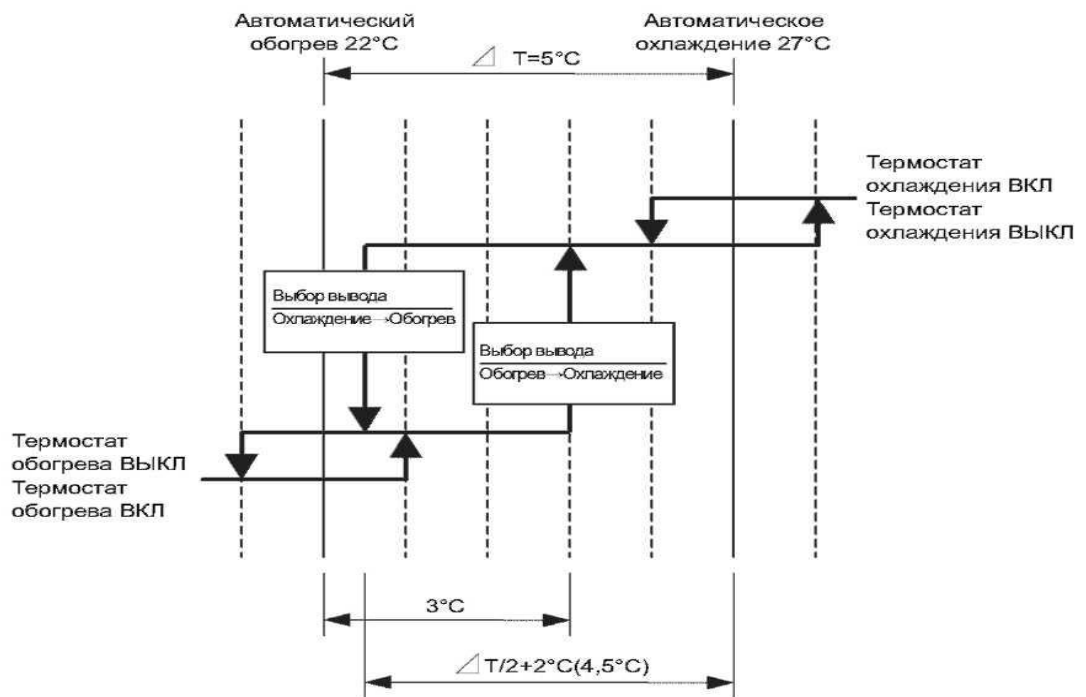 Автоматический
обогрев 22°C
Автоматическое
охлаждение 27°C
⊿ T=5°C
Термостат
охлаждения ВКЛ
Термостат
охлаждения ВЫКЛ
Выбор вывода
Охлаждение→Обогрев
Выбор вывода
Обогрев→Охлаждение
Термостат
обогрева ВЫКЛ
Термостат
обогрева ВКЛ
3°C
⊿ T/2+2°C(4,5°C)